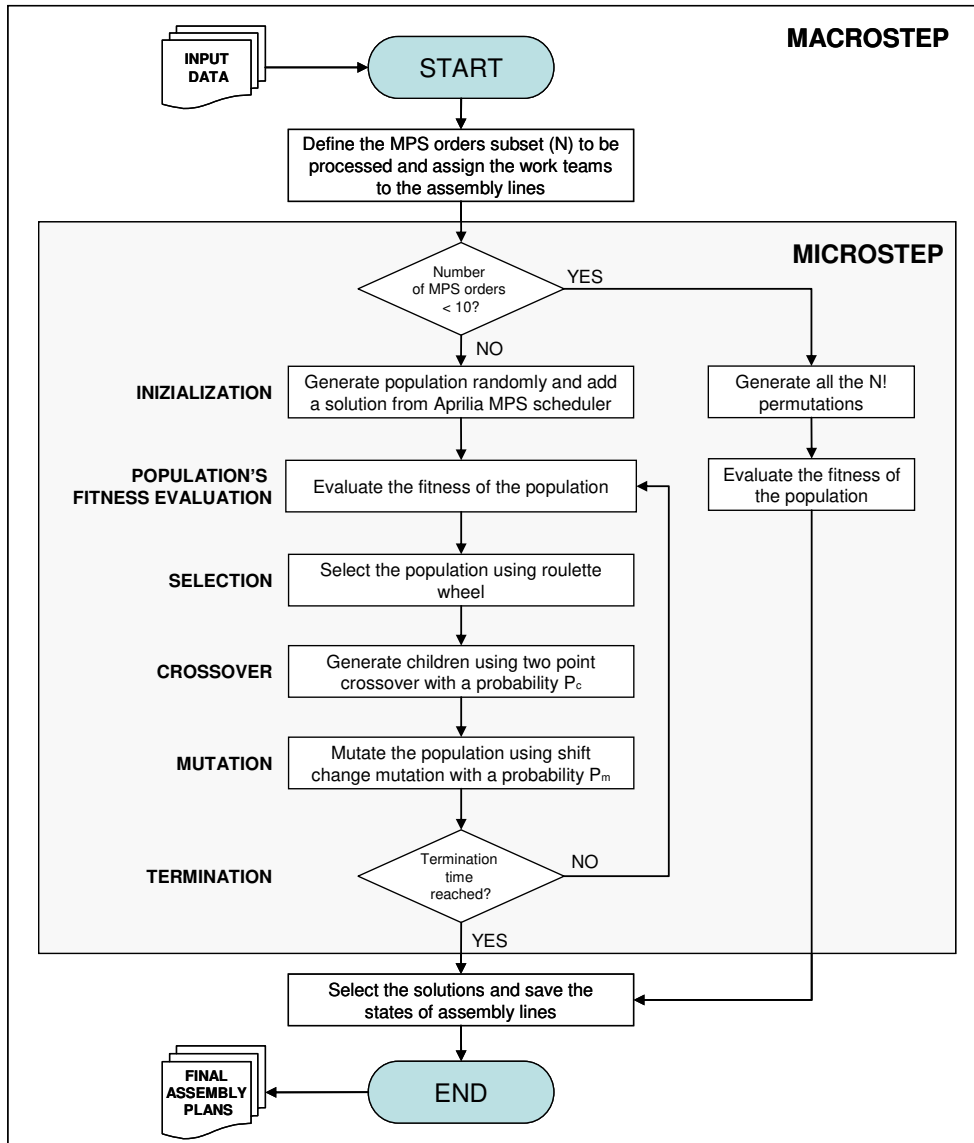 MACROSTEP
INPUT
DATA
START
Define the MPS orders subset (N) to be
processed and assign the work teams
to the assembly lines
MICROSTEP
Number
of MPS orders
< 10?
YES
NO
INIZIALIZATION
Generate population randomly and add
a solution from Aprilia MPS scheduler
Generate all the N!
permutations
POPULATION'S
FITNESS EVALUATION
Evaluate the fitness of the population
Evaluate the fitness of
the population
SELECTION
Select the population using roulette
wheel
CROSSOVER
Generate children using two point
crossover with a probability Pc
MUTATION
Mutate the population using shift
change mutation with a probability Pm
TERMINATION
Termination
time
reached?
NO
YES
Select the solutions and save the
states of assembly lines
FINAL
ASSEMBLY
PLANS
END